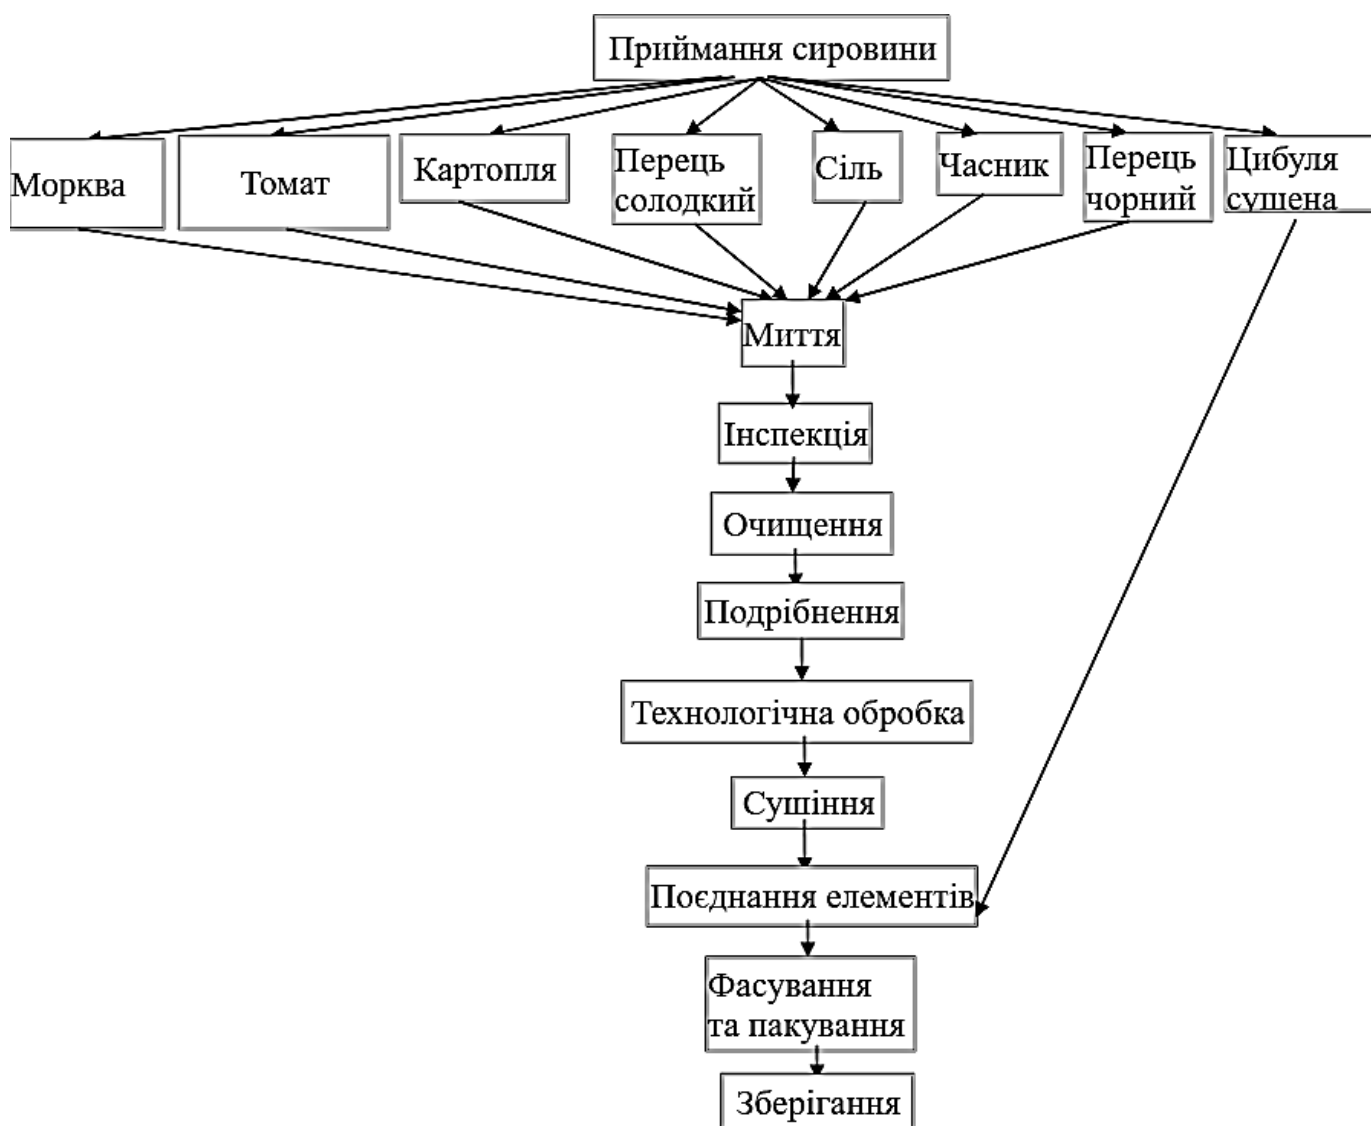 Приймання сировини
Морква
Томат
Картопля
Перець
солодкий
Сіль
Часник
Перець
чорний
Цибуля
сушена
Миття
Інспекція
Очищення
Подрібнення
Технологічна обробка
Сушіння
Поєднання елементів
Фасування
та пакування
Зберігання